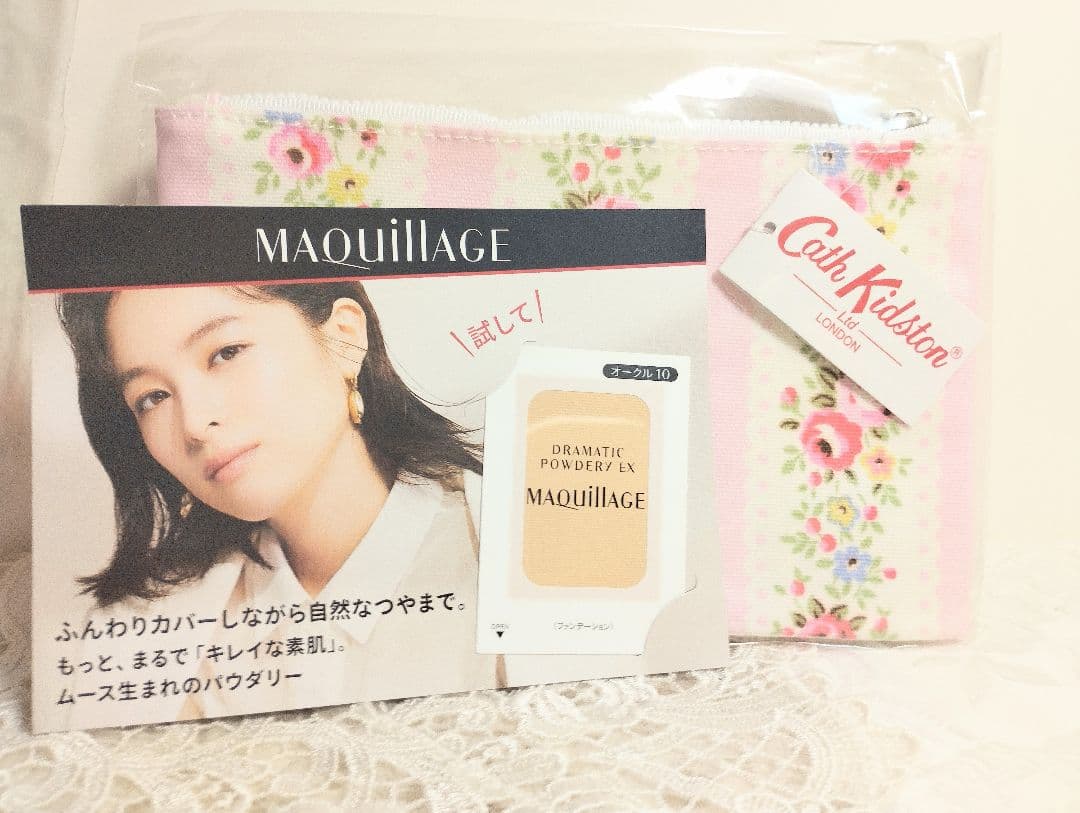 MAQuillAGE
\試して/
オークル 10
DRAMATIC
POWDERY EX
MAQuillAGE
OPEN
(ファンデーション)
ふんわりカバーしながら自然なつやまで。
もっと、まるで「キレイな素肌」。
ムース生まれのパウダリー
Cath Kidston®
Ltd
LONDON